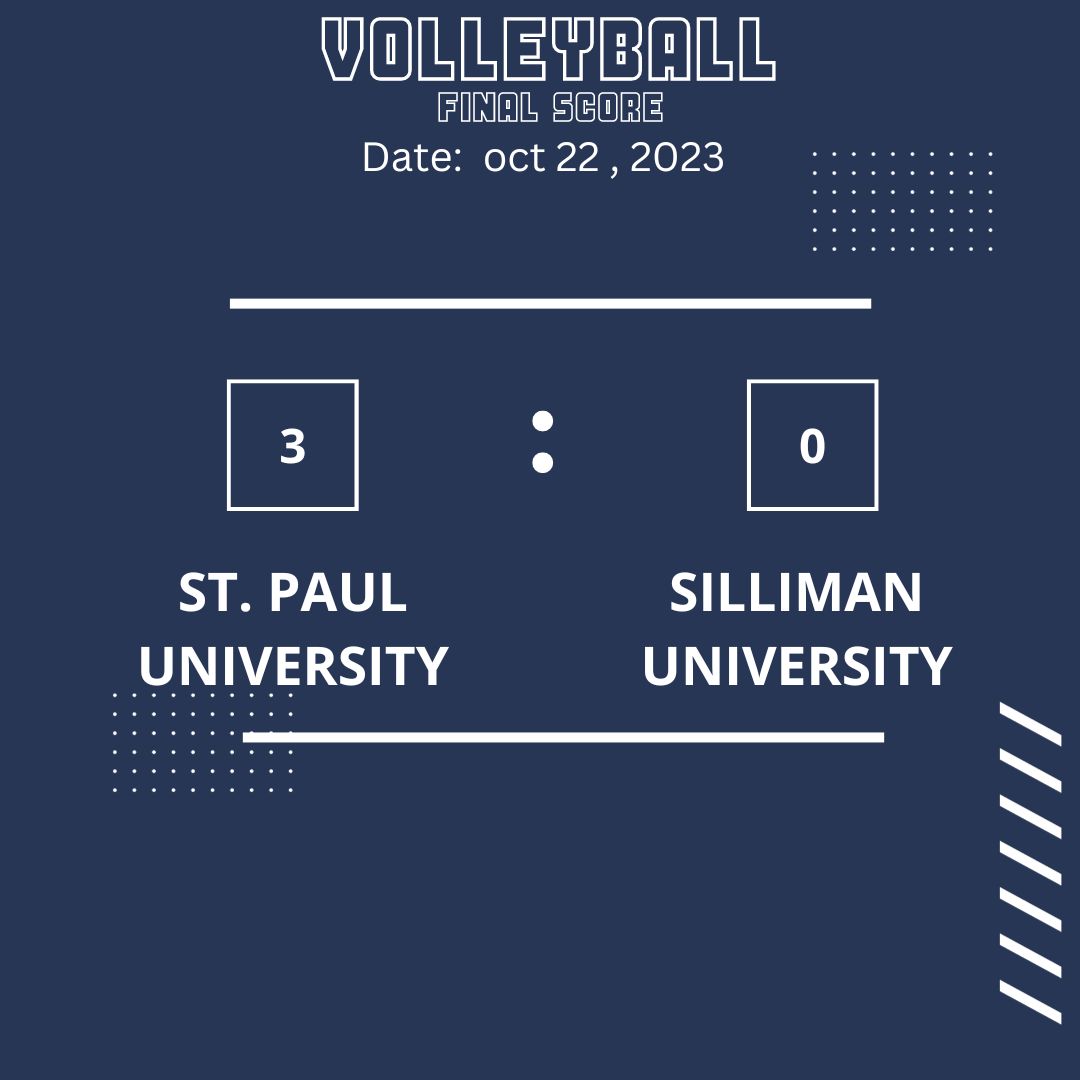 VOLLEYBALL
FINAL SCORE
Date: oct 22 , 2023
3 : 0
ST. PAUL
UNIVERSITY
SILLIMAN
UNIVERSITY